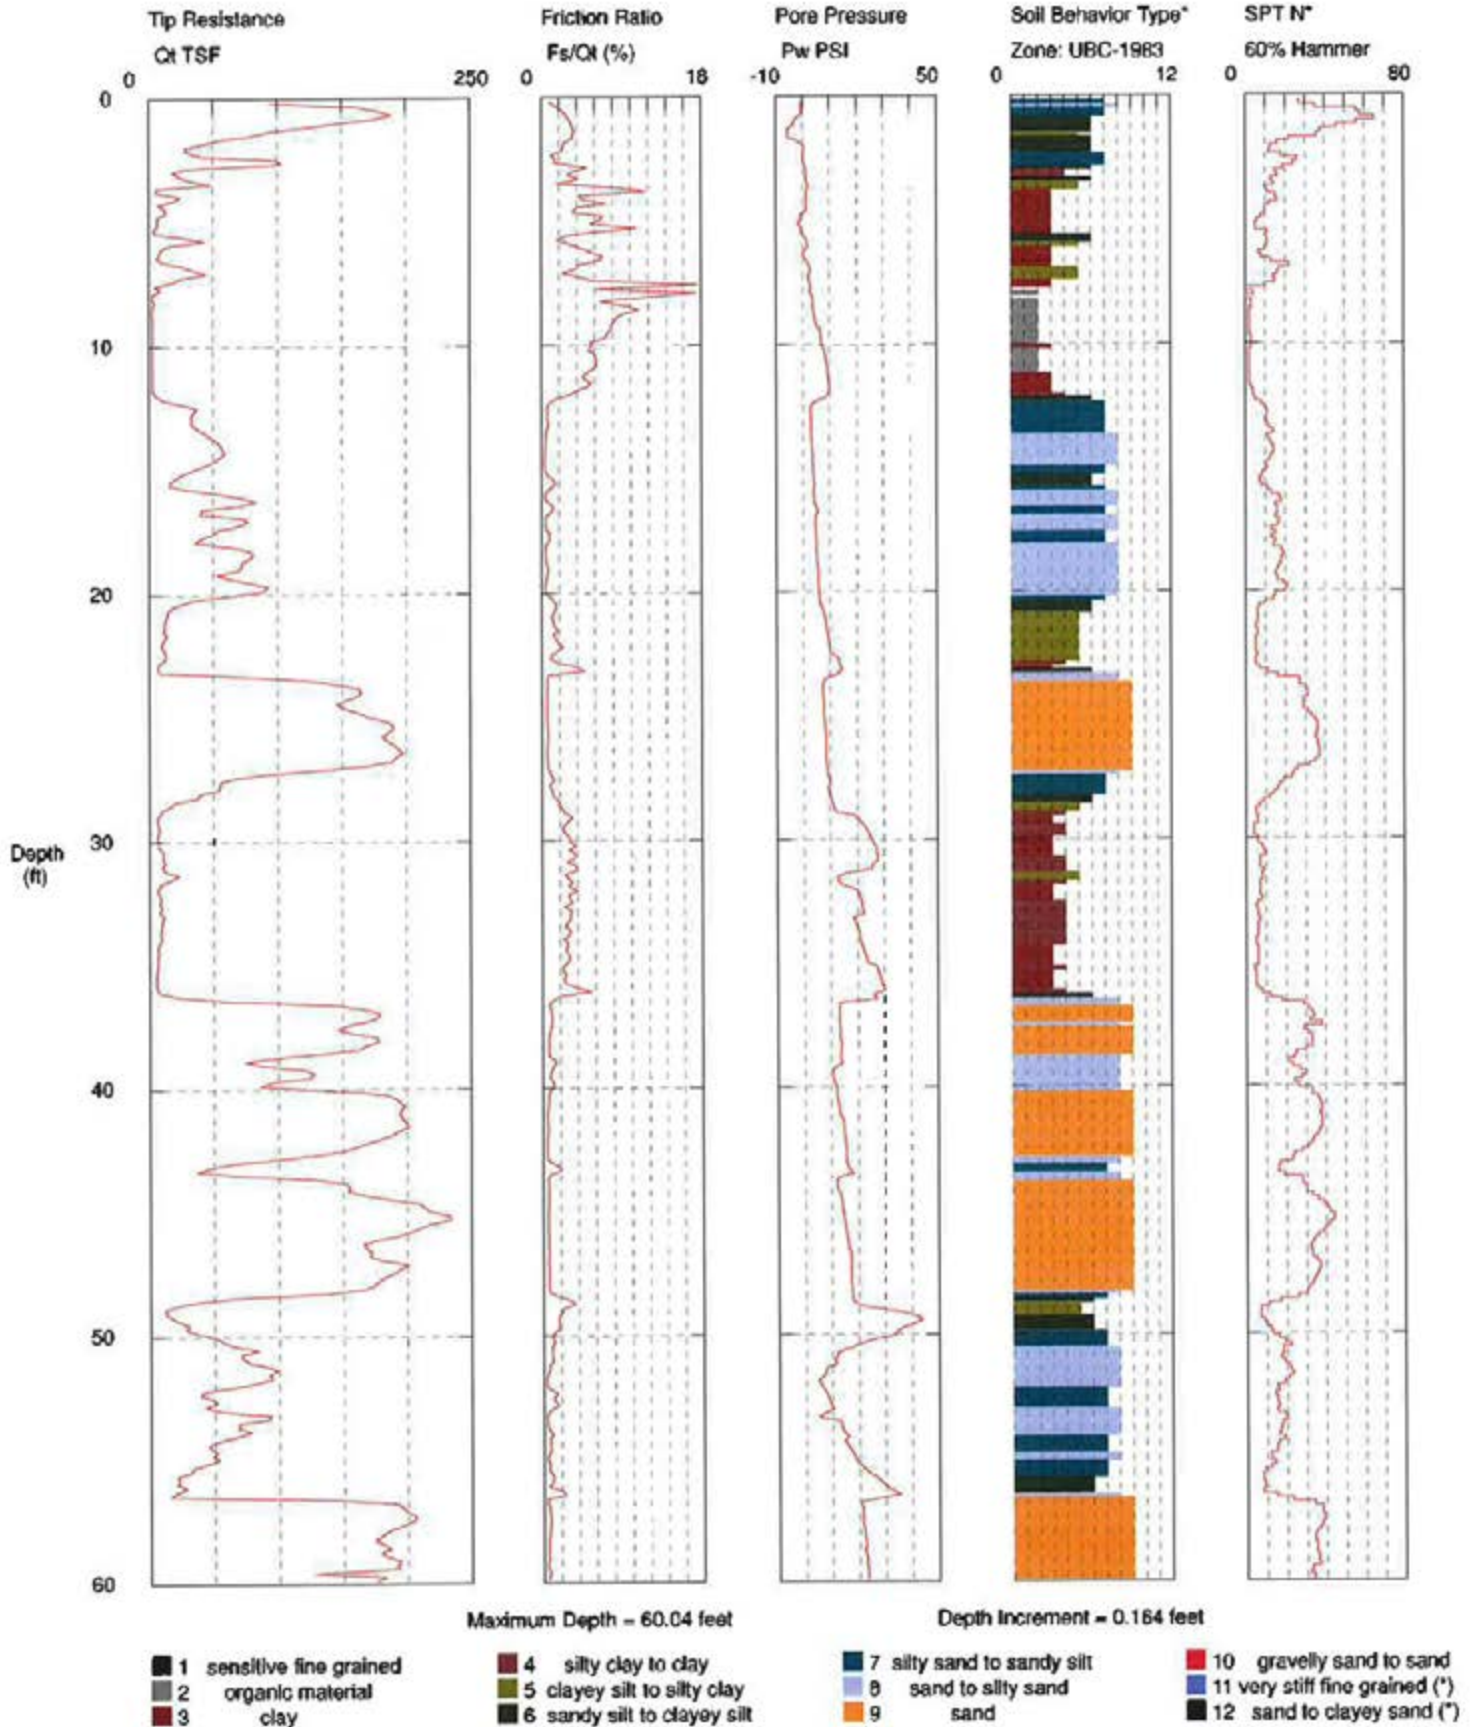 Tip Resistance
Qt TSF
0 250
Friction Ratio
Fs/Qt (%)
0 18
Pore Pressure
Pw PSI
-10 50
Soil Behavior Type*
Zone: UBC-1983
0 12
SPT N*
60% Hammer
0 80
0
10
20
30
Depth
(ft)
40
50
60
Maximum Depth = 60.04 feet
Depth Increment = 0.164 feet
1 sensitive fine grained
2 organic material
3 clay
4 silty clay to clay
5 clayey silt to silty clay
6 sandy silt to clayey silt
7 silty sand to sandy silt
8 sand to silty sand
9 sand
10 gravelly sand to sand
11 very stiff fine grained (*)
12 sand to clayey sand (*)